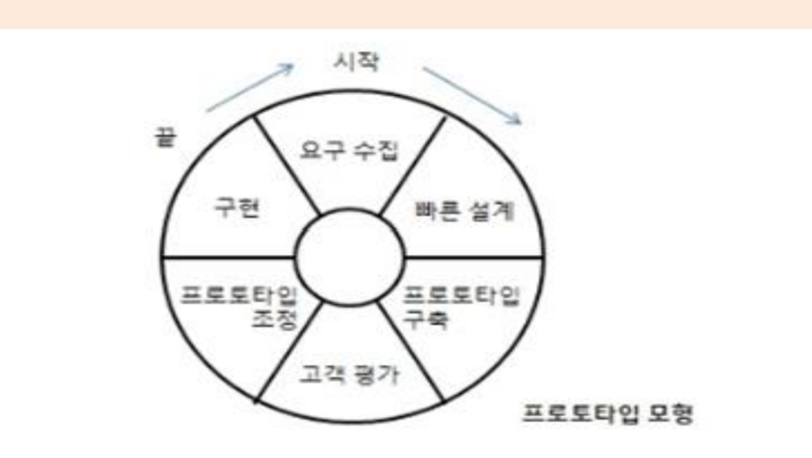 시작
끝
요구 수집
구현
빠른 설계
프로토타입
조정
프로토타입
구축
고객 평가
프로토타입 모형